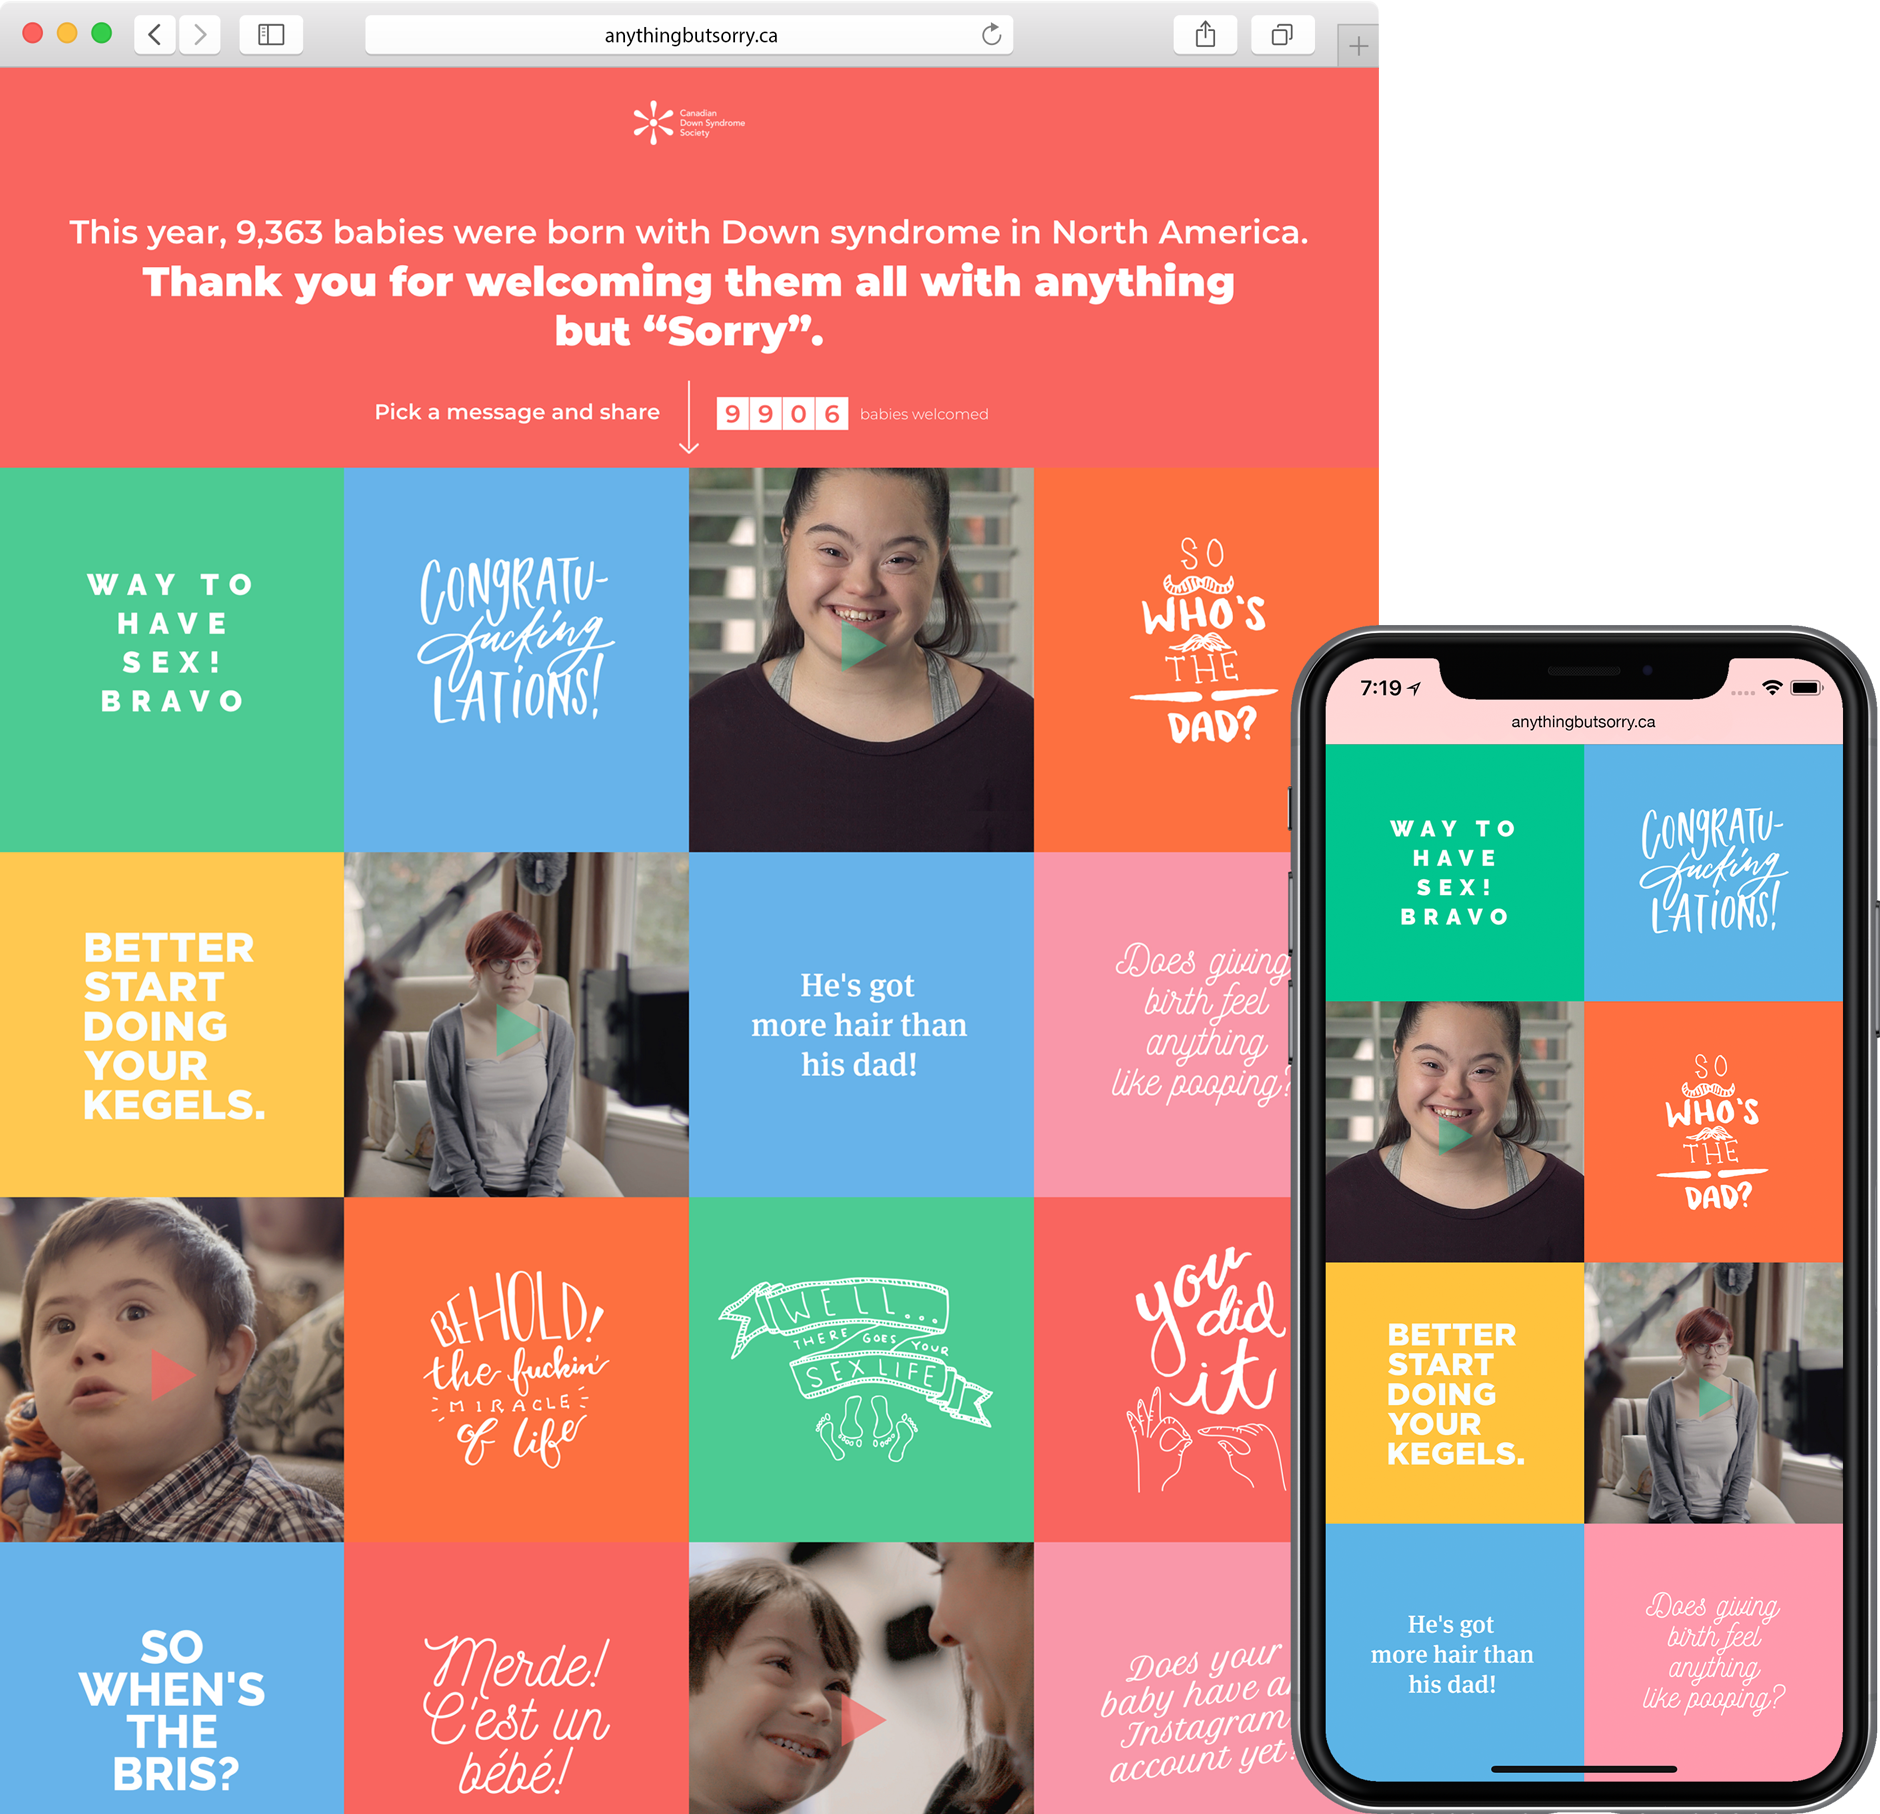 anythingbutsorry.ca
Canadian
Down Syndrome
Society
This year, 9,363 babies were born with Down syndrome in North America.
Thank you for welcoming them all with anything
but “Sorry”.
Pick a message and share
9906 babies welcomed
WAY TO
HAVE
SEX!
BRAVO
CONGRATU-
fucking
LATIONS!
SO
WHO'S
THE
DAD?
BETTER
START
DOING
YOUR
KEGELS.
He's got
more hair than
his dad!
Does giving
birth feel
anything
like pooping?
BEHOLD!
the fuckin'
MIRACLE
of life
WELL...
THERE GOES YOUR
SEX LIFE
you
did
it
SO
WHEN'S
THE
BRIS?
Merde!
C'est un
bébé!
Does your
baby have
Instagram
account yet
7:19
anythingbutsorry.ca
WAY TO
HAVE
SEX!
BRAVO
CONGRATU-
fucking
LATIONS!
SO
WHO'S
THE
DAD?
BETTER
START
DOING
YOUR
KEGELS.
He's got
more hair than
his dad!
Does giving
birth feel
anything
like pooping?